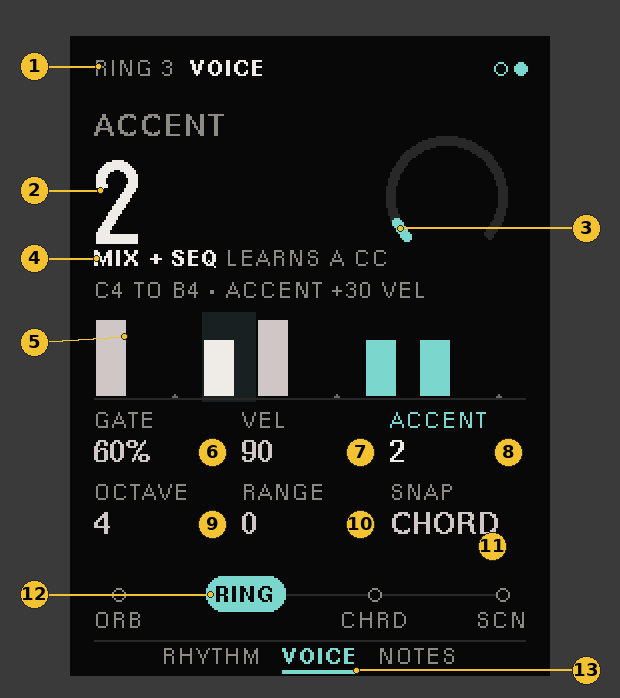 1 RING 3 VOICE
ACCENT
2 2
3
4 MIX + SEQ LEARNS A CC
C4 TO B4 · ACCENT +30 VEL
5
GATE VEL ACCENT
60% 6 90 7 2 8
OCTAVE RANGE SNAP
4 9 0 10 CHORD
11
12 RING
ORB CHRD SCN
RHYTHM VOICE NOTES
13